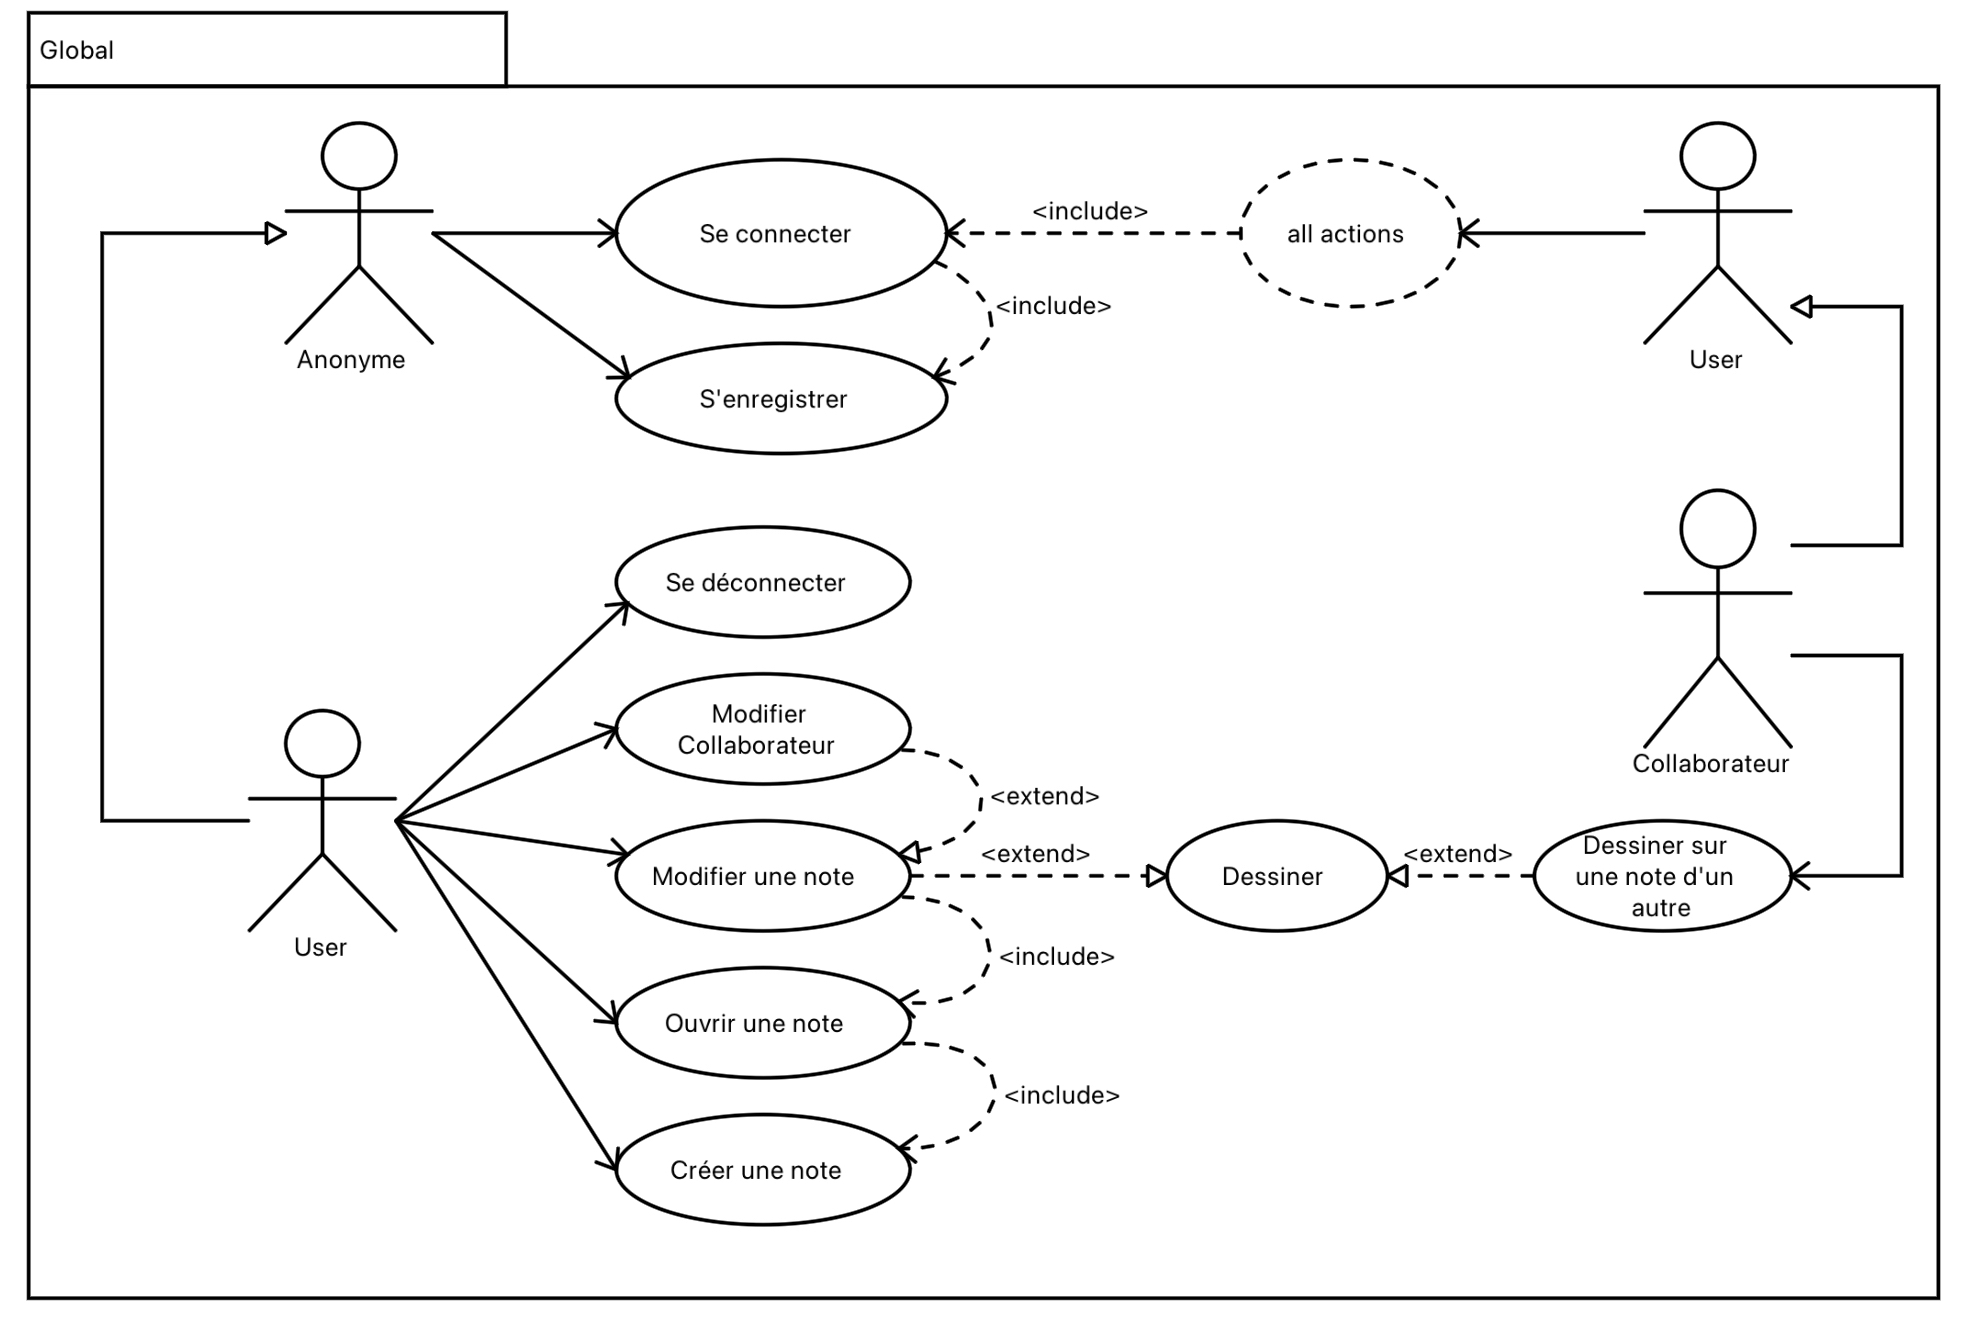 Global
Se connecter
<include>
all actions
<include>
Anonyme
User
S'enregistrer
Se déconnecter
Modifier
Collaborateur
Collaborateur
<extend>
Modifier une note
<extend>
Dessiner
<extend>
Dessiner sur
une note d'un
autre
User
<include>
Ouvrir une note
<include>
Créer une note